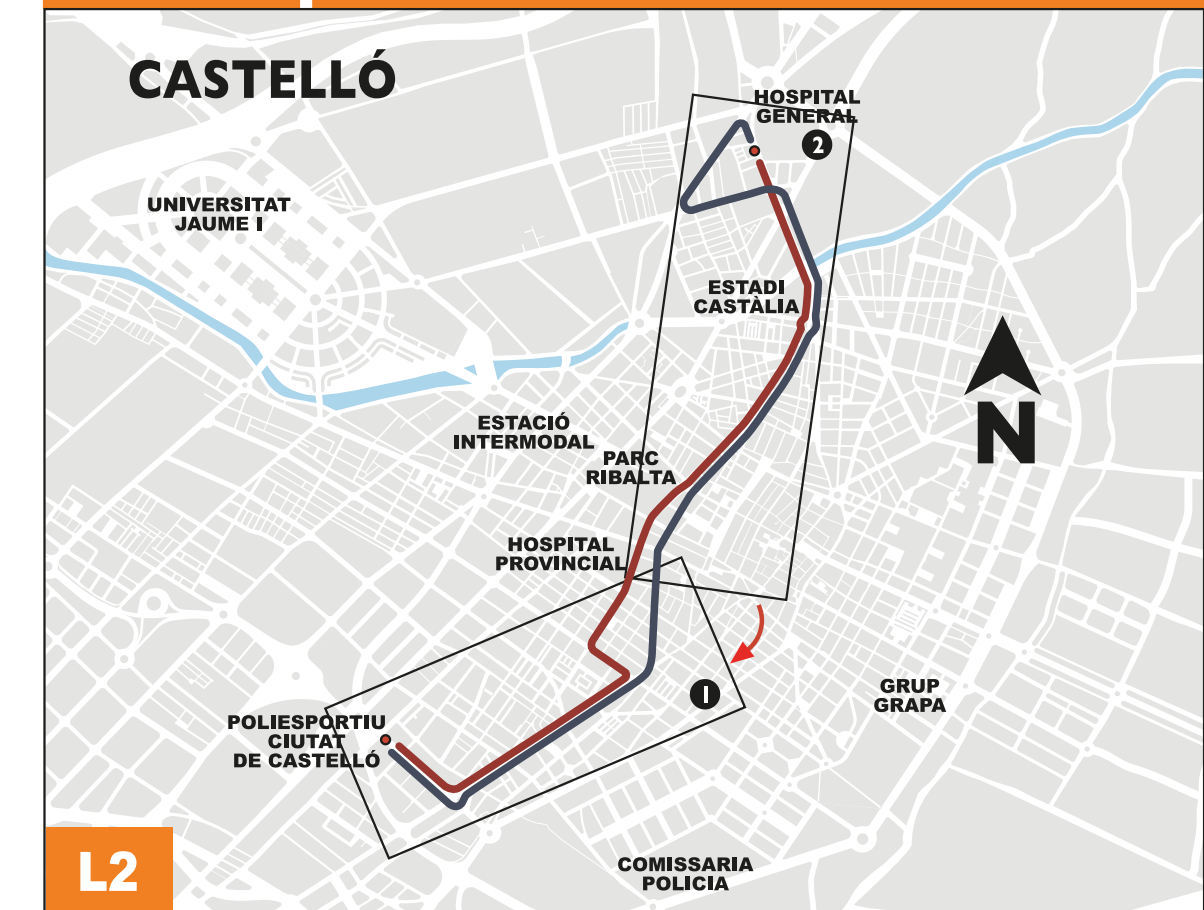 CASTELLÓ
HOSPITAL
GENERAL
2
UNIVERSITAT
JAUME I
ESTADI
CASTÀLIA
N
ESTACIÓ
INTERMODAL
PARC
RIBALTA
HOSPITAL
PROVINCIAL
1
GRUP
GRAPA
POLIESPORTIU
CIUTAT
DE CASTELLÓ
L2
COMISSARIA
POLICIA